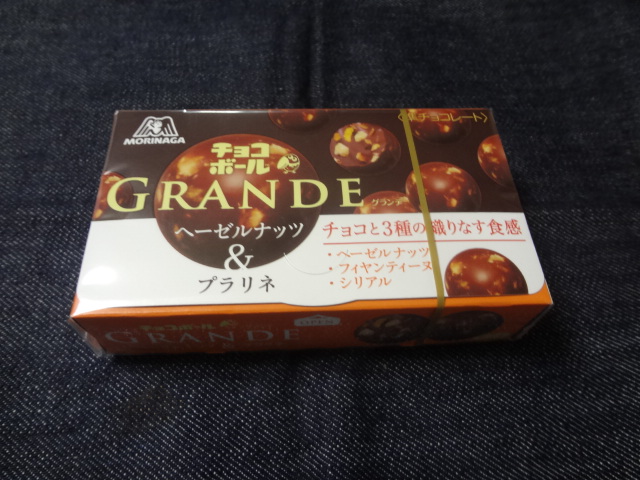 MORINAGA
チョコ
ボール
GRANDE
グランデ
ヘーゼルナッツ
&
プラリネ
チョコレート〉
チョコと3種の織りなす食感
・ヘーゼルナッツ
・フィヤンティーヌ
・シリアル
チョコボール
GRANDE
OPEN